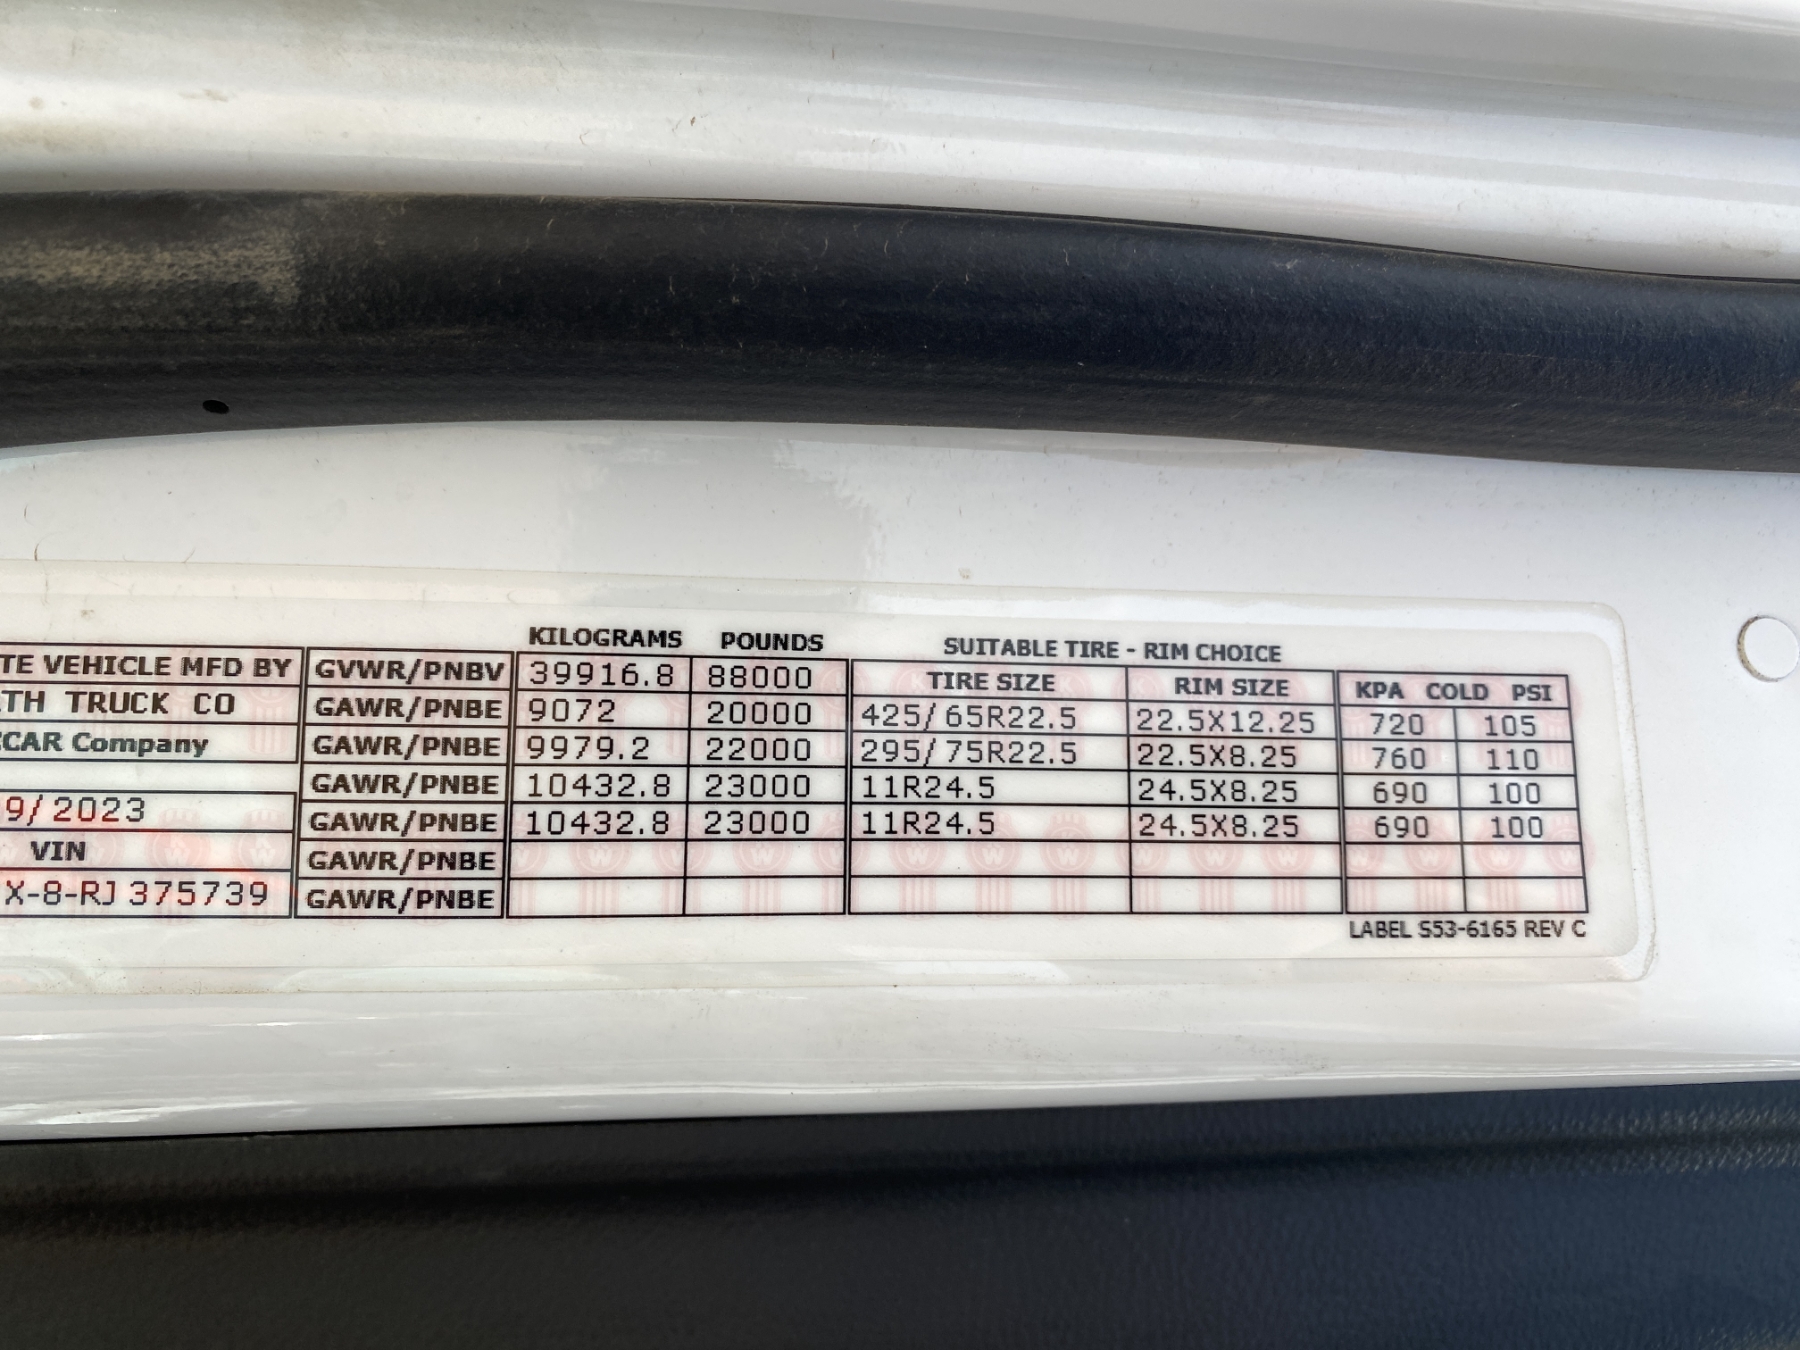 KILOGRAMS POUNDS SUITABLE TIRE - RIM CHOICE
TE VEHICLE MFD BY GVWR/PNBV 39916.8 88000 TIRE SIZE RIM SIZE KPA COLD PSI
TH TRUCK CO GAWR/PNBE 9072 20000 425/65R22.5 22.5X12.25 720 105
CAR Company GAWR/PNBE 9979.2 22000 295/75R22.5 22.5X8.25 760 110
GAWR/PNBE 10432.8 23000 11R24.5 24.5X8.25 690 100
9/2023 GAWR/PNBE 10432.8 23000 11R24.5 24.5X8.25 690 100
VIN GAWR/PNBE
X-8-RJ375739 GAWR/PNBE
LABEL S53-6165 REV C